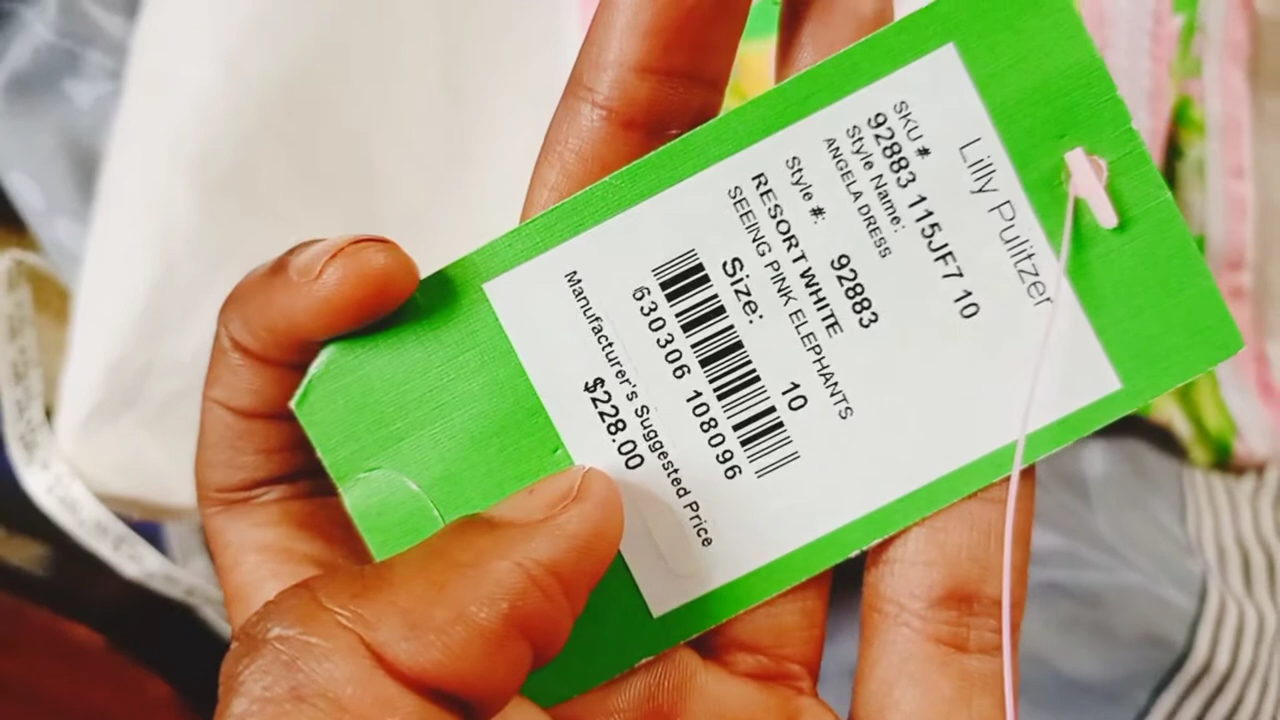 Lilly Pulitzer
SKU #
92883 115JF7 10
Style Name:
ANGELA DRESS
Style #: 92883
RESORT WHITE
SEEING PINK ELEPHANTS
Size: 10
630306 108096
Manufacturer's Suggested Price
$228.00